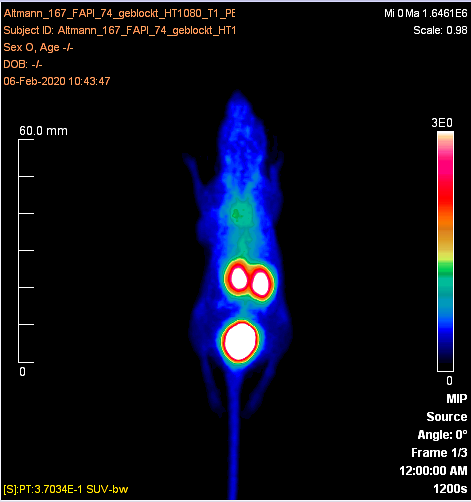 Altmann_167_FAPI_74_geblockt_HT1080_T1_PE
Mi 0 Ma 1.6461E6
Subject ID: Altmann_167_FAPI_74_geblockt_HT1
Scale: 0.98
Sex O, Age -/-
DOB: -/-
06-Feb-2020 10:43:47
60.0 mm
3E0
0
0
MIP
Source
Angle: 0°
Frame 1/3
12:00:00 AM
[S]:PT:3.7034E-1 SUV-bw
1200s